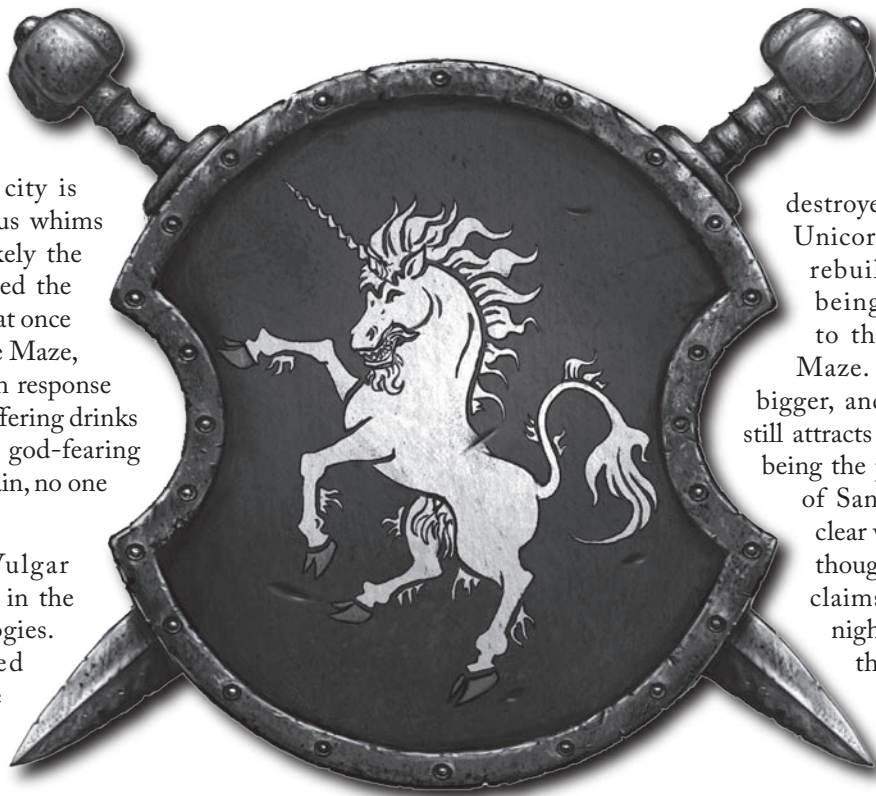 city is
us whims
kely the
ed the
at once
e Maze,
n response
ffering drinks
god-fearing
in, no one
Vulgar
in the
ogies.
ed
e
destroye
Unicor
rebuil
being
to th
Maze.
bigger, and
still attracts
being the
of San
clear
thoug
claims
nigh
th